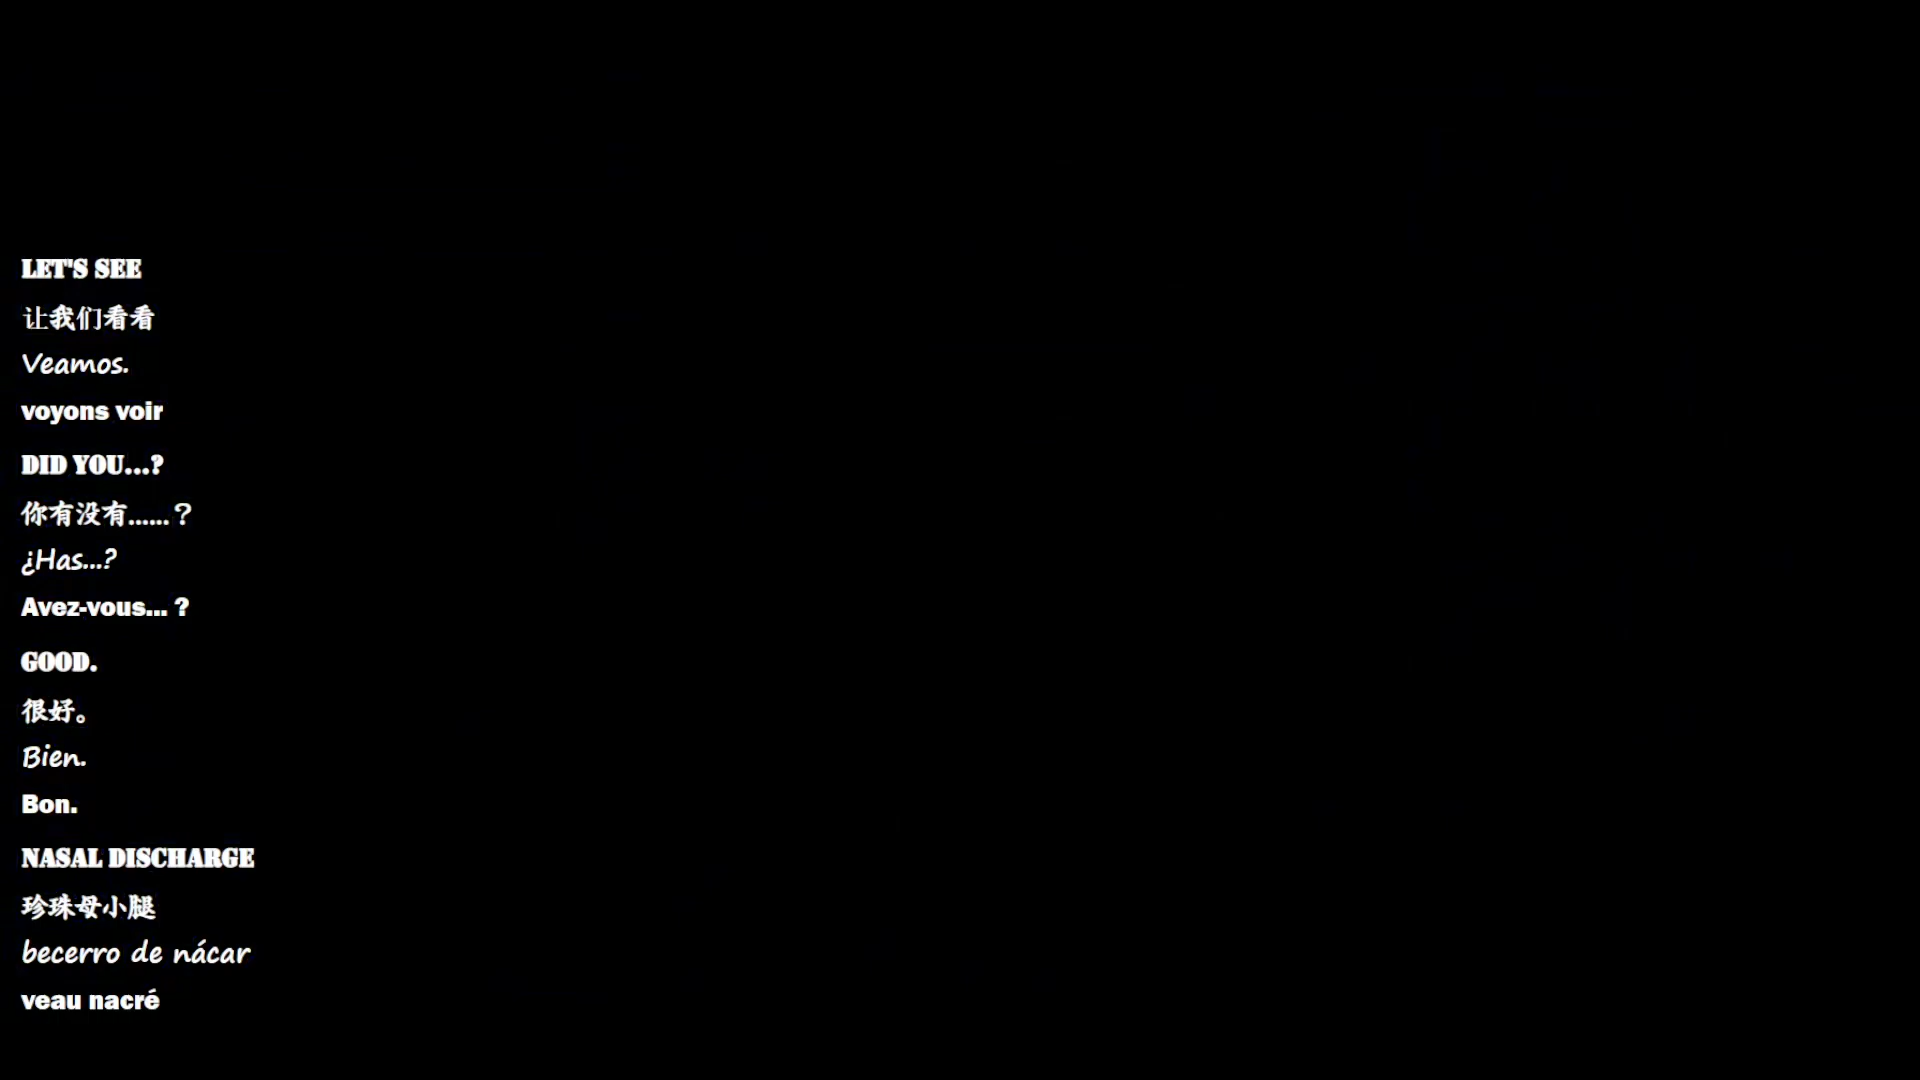 LET'S SEE
让我们看看
Veamos.
voyons voir
DID YOU...?
你有没有......？
¿Has...?
Avez-vous... ?
GOOD.
很好。
Bien.
Bon.
NASAL DISCHARGE
珍珠母小腿
becerro de nácar
veau nacré